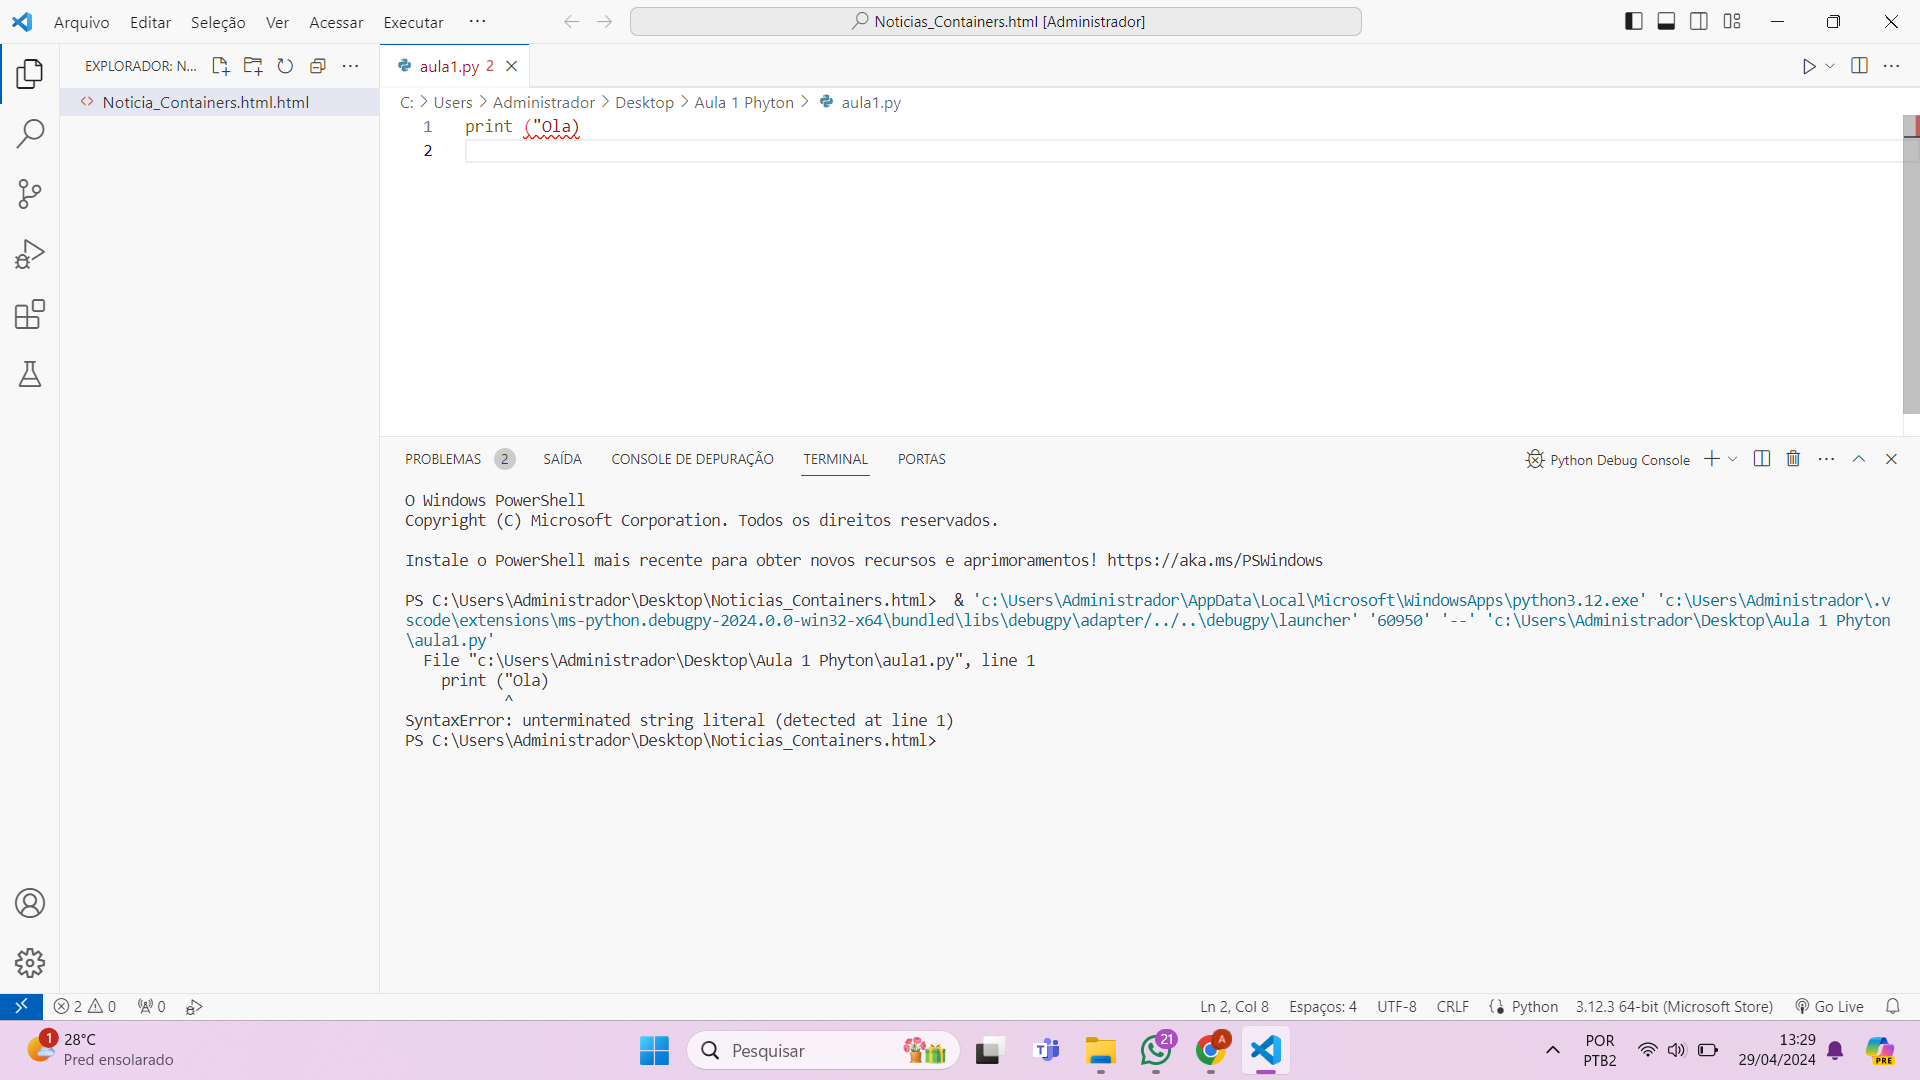 Arquivo Editar Seleção Ver Acessar Executar ···
Noticias_Containers.html [Administrador]
EXPLORADOR: N...
aula1.py 2
Noticia_Containers.html.html
C: > Users > Administrador > Desktop > Aula 1 Phyton > aula1.py
1 print ("Ola)
2
PROBLEMAS 2 SAÍDA CONSOLE DE DEPURAÇÃO TERMINAL PORTAS
Python Debug Console
O Windows PowerShell
Copyright (C) Microsoft Corporation. Todos os direitos reservados.
Instale o PowerShell mais recente para obter novos recursos e aprimoramentos! https://aka.ms/PSWindows
PS C:\Users\Administrador\Desktop\Noticias_Containers.html>  & 'c:\Users\Administrador\AppData\Local\Microsoft\WindowsApps\python3.12.exe' 'c:\Users\Administrador\.v
scode\extensions\ms-python.debugpy-2024.0.0-win32-x64\bundled\libs\debugpy\adapter/../..\debugpy\launcher' '60950' '--' 'c:\Users\Administrador\Desktop\Aula 1 Phyton
\aula1.py'
File "c:\Users\Administrador\Desktop\Aula 1 Phyton\aula1.py", line 1
print ("Ola)
^
SyntaxError: unterminated string literal (detected at line 1)
PS C:\Users\Administrador\Desktop\Noticias_Containers.html>
2 0 0
Ln 2, Col 8 Espaços: 4 UTF-8 CRLF Python 3.12.3 64-bit (Microsoft Store) Go Live
1
28°C
Pred ensolarado
Pesquisar
21
A
POR
PTB2
13:29
29/04/2024
PRE